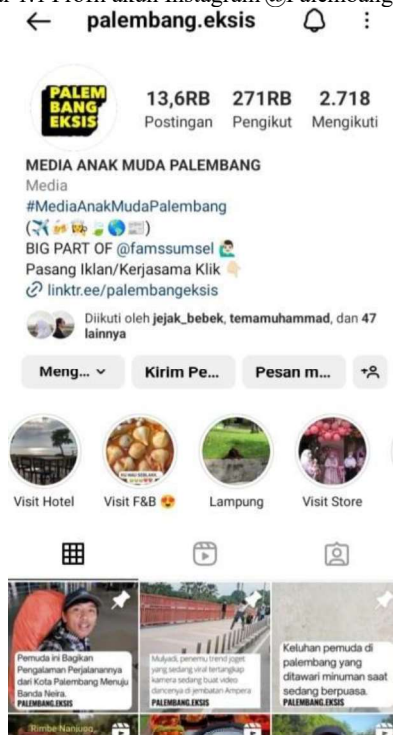 palembang.eksis
PALEM
BANG
EKSIS
13,6RB 271RB 2.718
Postingan Pengikut Mengikuti
MEDIA ANAK MUDA PALEMBANG
Media
#MediaAnakMudaPalembang
BIG PART OF @famssumsel
Pasang Iklan/Kerjasama Klik
linktr.ee/palembangeksis
Diikuti oleh jejak_bebek, temamuhammad, dan 47
lainnya
Meng... Kirim Pe... Pesan m...
Visit Hotel Visit F&B Lampung Visit Store
Pemuda ini Bagikan
Pengalaman Perjalanannya
dari Kota Palembang Menuju
Banda Neira.
PALEMBANG.EKSIS
Mulyadi, penemu trend joget
yang sedang viral tertangkap
kamera sedang buat video
dancenya di jembatan Ampera
PALEMBANG.EKSIS
Keluhan pemuda di
palembang yang
ditawari minuman saat
sedang berpuasa.
PALEMBANG.EKSIS